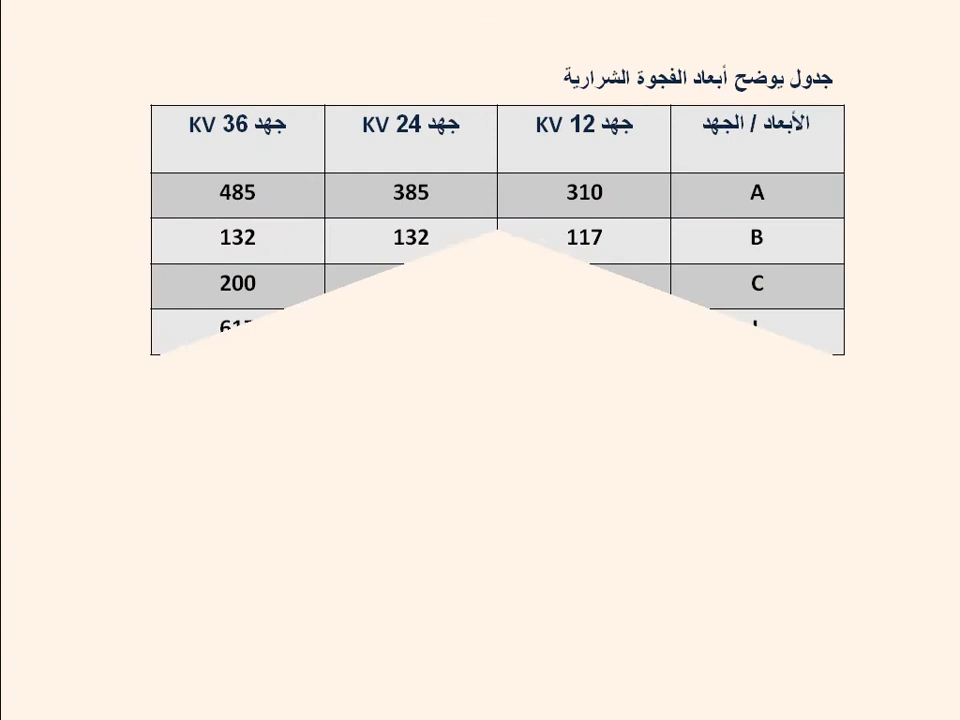 جدول يوضح أبعاد الفجوة الشرارية
الأبعاد / الجهد جهد 12 KV جهد 24 KV جهد 36 KV
A 310 385 485
B 117 132 132
C 200